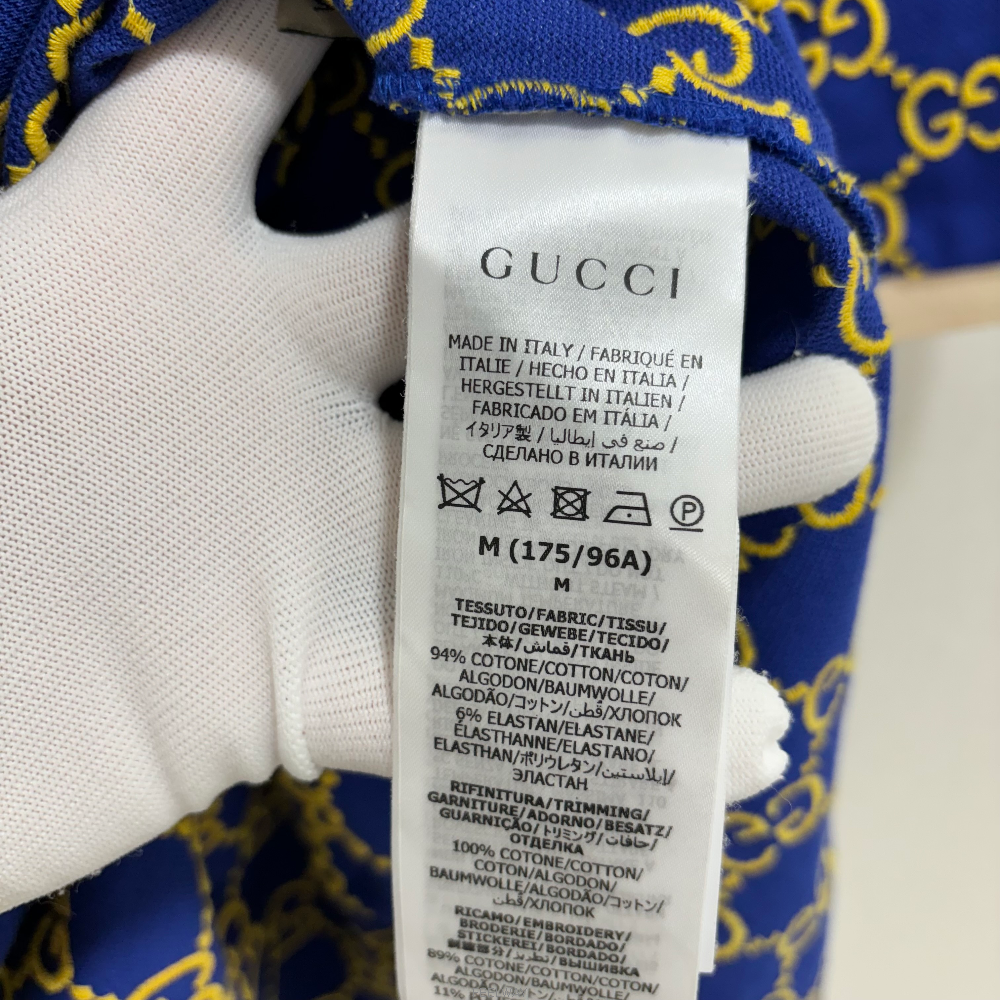 GUCCI
MADE IN ITALY / FABRIQUÉ EN
ITALIE / HECHO EN ITALIA /
HERGESTELLT IN ITALIEN /
FABRICADO EM ITÁLIA /
イタリア製 / صنع في إيطاليا /
СДЕЛАНО В ИТАЛИИ
P
M (175/96A)
M
TESSUTO/FABRIC/TISSU/
TEJIDO/GEWEBE/TECIDO/
本体/قماش/ТКАНЬ
94% COTONE/COTTON/COTON/
ALGODON/BAUMWOLLE/
ALGODÃO/コットン/قطن/ХЛОПОК
6% ELASTAN/ELASTANE/
ÉLASTHANNE/ELASTANO/
ELASTHAN/ポリウレタン/إيلاستين/
ЭЛАСТАН
RIFINITURA/TRIMMING/
GARNITURE/ADORNO/BESATZ/
GUARNIÇÃO/トリミング/حافات/
ОТДЕЛКА
100% COTONE/COTTON/
COTON/ALGODON/
BAUMWOLLE/ALGODÃO/コットン/
قطن/ХЛОПОК
RICAMO/EMBROIDERY/
BRODERIE/BORDADO/
STICKEREI/BORDADO/
刺繍部分/تطريز/ВЫШИВКА
89% COTONE/COTTON/
COTON/ALGODON/BAUMWOLLE/
11%